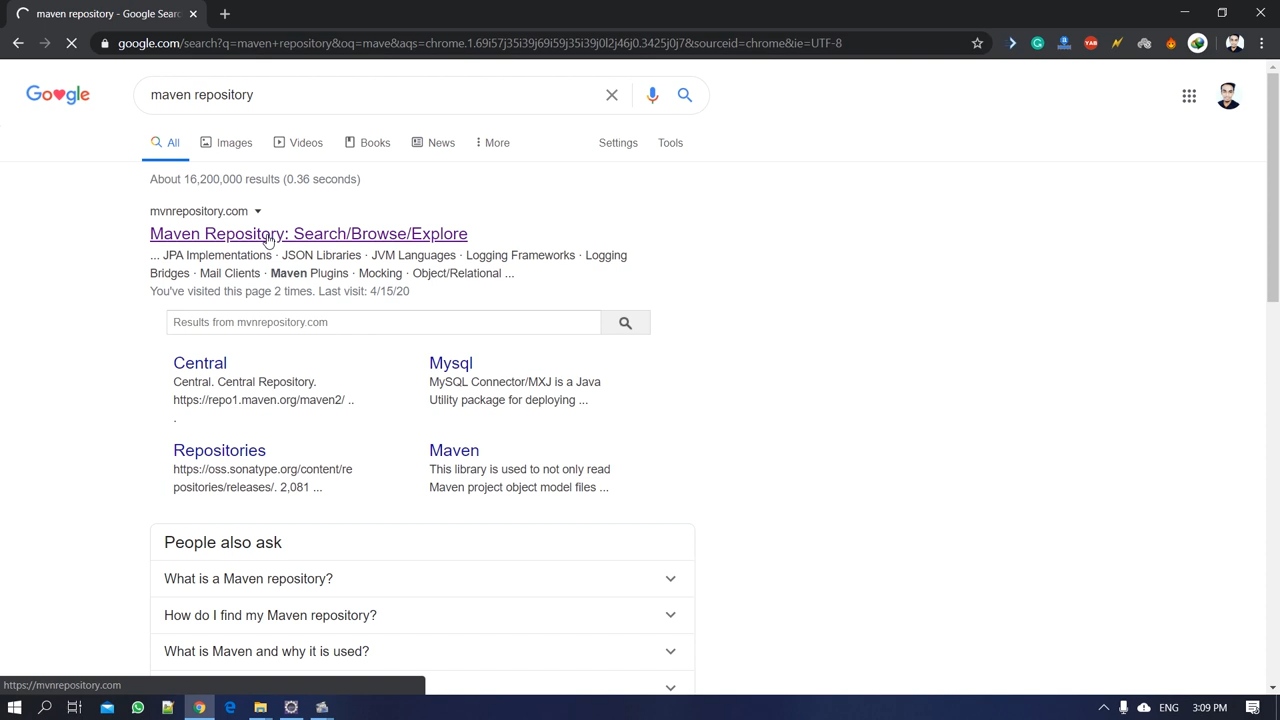 maven repository - Google Sear
google.com/search?q=maven+repository&oq=mave&aqs=chrome.1.69i57j35i39j69i59j35i39j0l2j46j0.3425j0j7&sourceid=chrome&ie=UTF-8
Google
maven repository
All
Images
Videos
Books
News
More
Settings
Tools
About 16,200,000 results (0.36 seconds)
mvnrepository.com
Maven Repository: Search/Browse/Explore
... JPA Implementations · JSON Libraries · JVM Languages · Logging Frameworks · Logging
Bridges · Mail Clients · Maven Plugins · Mocking · Object/Relational ...
You've visited this page 2 times. Last visit: 4/15/20
Results from mvnrepository.com
Central
Central. Central Repository.
https://repo1.maven.org/maven2/ ..
.
Mysql
MySQL Connector/MXJ is a Java
Utility package for deploying ...
Repositories
https://oss.sonatype.org/content/re
positories/releases/. 2,081 ...
Maven
This library is used to not only read
Maven project object model files ...
People also ask
What is a Maven repository?
How do I find my Maven repository?
What is Maven and why it is used?
https://mvnrepository.com
ENG
3:09 PM